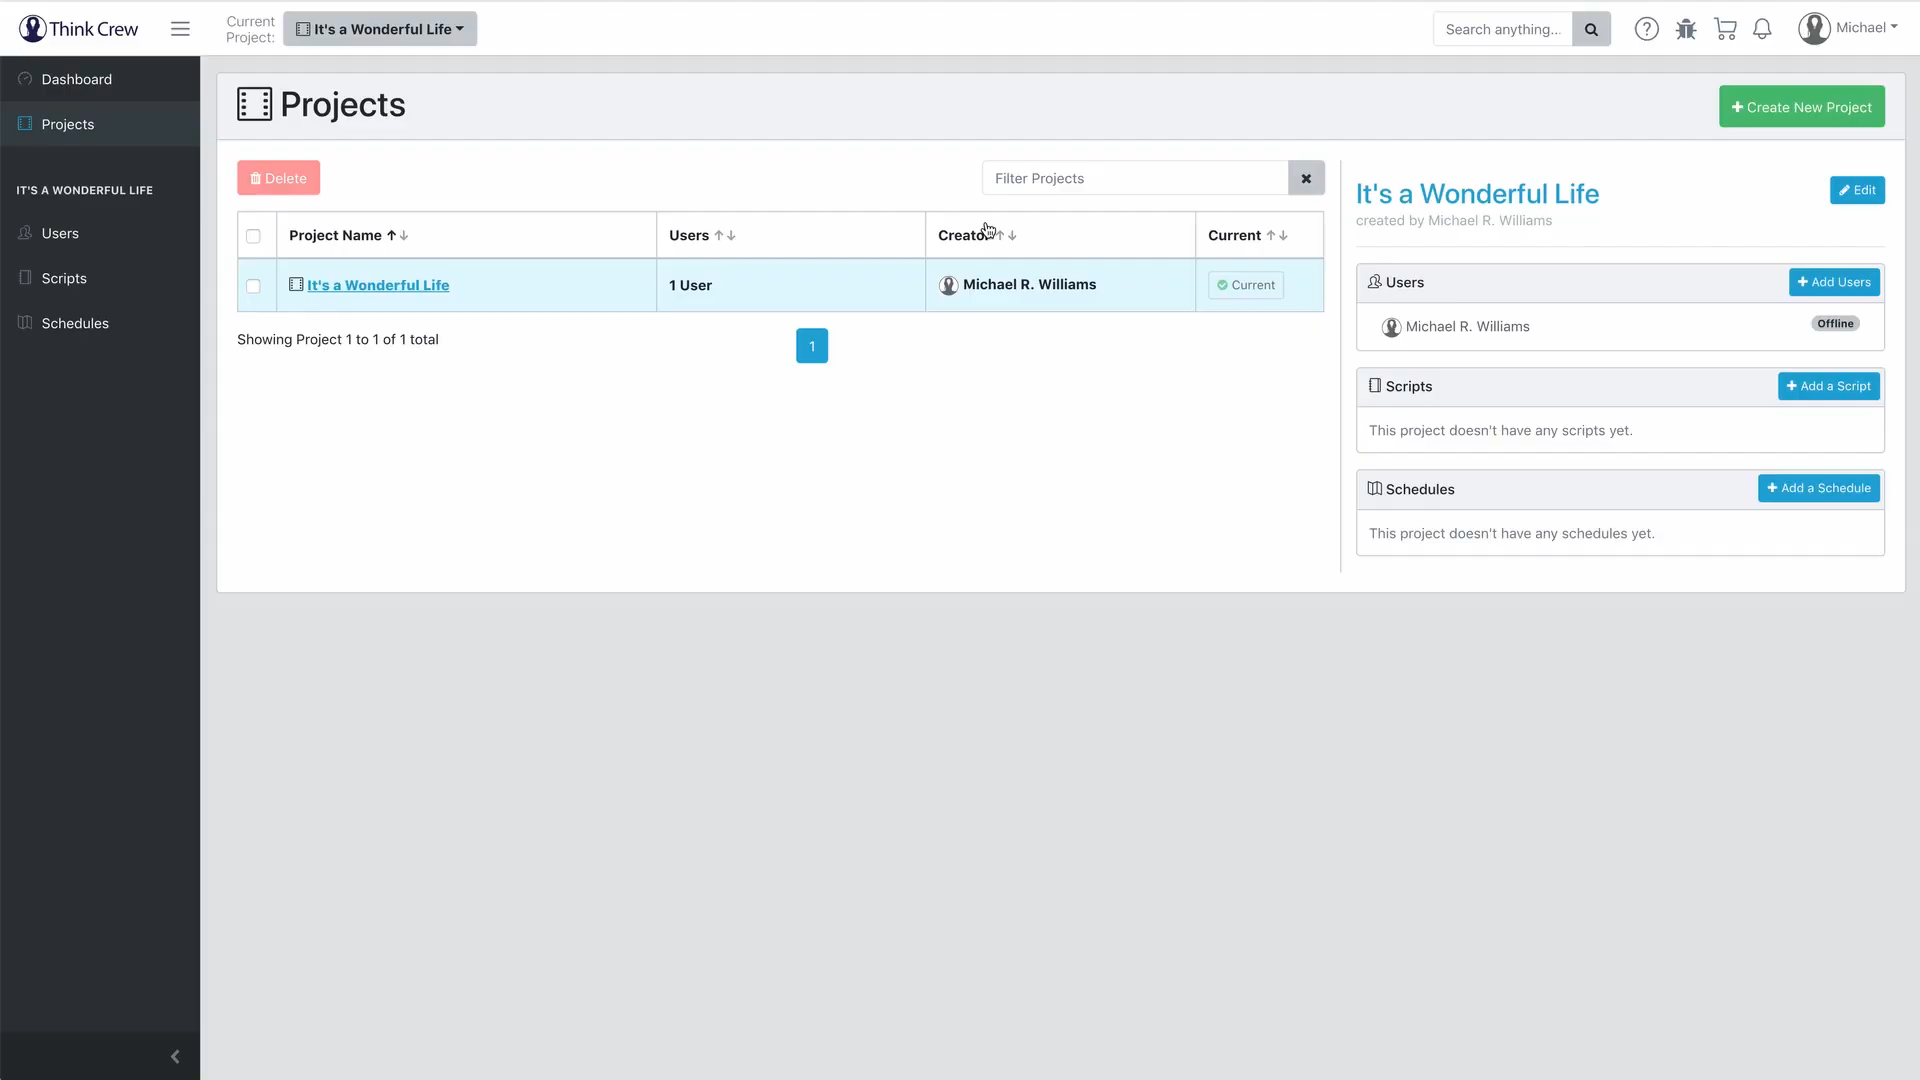 Think Crew
Current Project:
It's a Wonderful Life
Search anything...
Michael
Dashboard
Projects
IT'S A WONDERFUL LIFE
Users
Scripts
Schedules
Projects
Create New Project
Delete
Filter Projects
Project Name
Users
Creator
Current
It's a Wonderful Life
1 User
Michael R. Williams
Current
Showing Project 1 to 1 of 1 total
1
It's a Wonderful Life
Edit
created by Michael R. Williams
Users
Add Users
Michael R. Williams
Offline
Scripts
Add a Script
This project doesn't have any scripts yet.
Schedules
Add a Schedule
This project doesn't have any schedules yet.